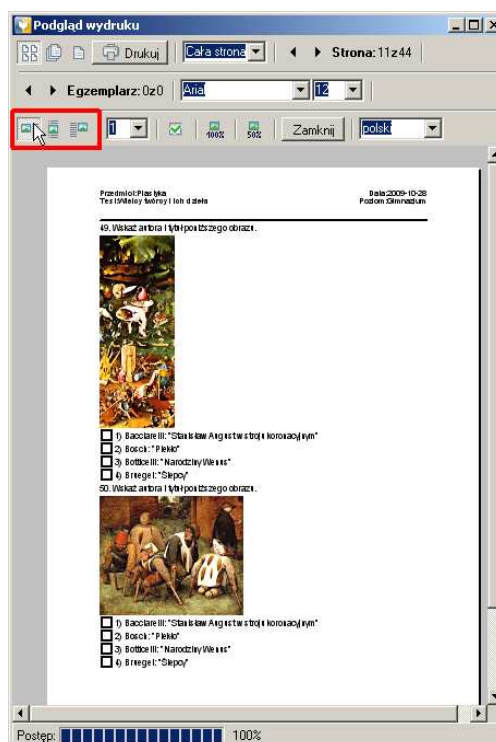 Podgląd wydruku
Drukuj Cała strona Strona: 11 z 44
Egzemplarz: 0 z 0 Arial 12
1 100% 50% Zamknij polski
Przedmiot:Plastyka Data:2009-10-28
Test:Wielcy twórcy i ich dzieła Poziom:Gimnazjum
49. Wskaż autora i tytuł poniższego obrazu.
1) Bacciarelli: "Stanisław August w stroju koronacyjnym"
2) Bosch: "Piekło"
3) Botticelli: "Narodziny Wenus"
4) Bruegel: "Ślepcy"
50. Wskaż autora i tytuł poniższego obrazu.
1) Bacciarelli: "Stanisław August w stroju koronacyjnym"
2) Bosch: "Piekło"
3) Botticelli: "Narodziny Wenus"
4) Bruegel: "Ślepcy"
Postęp: 100%